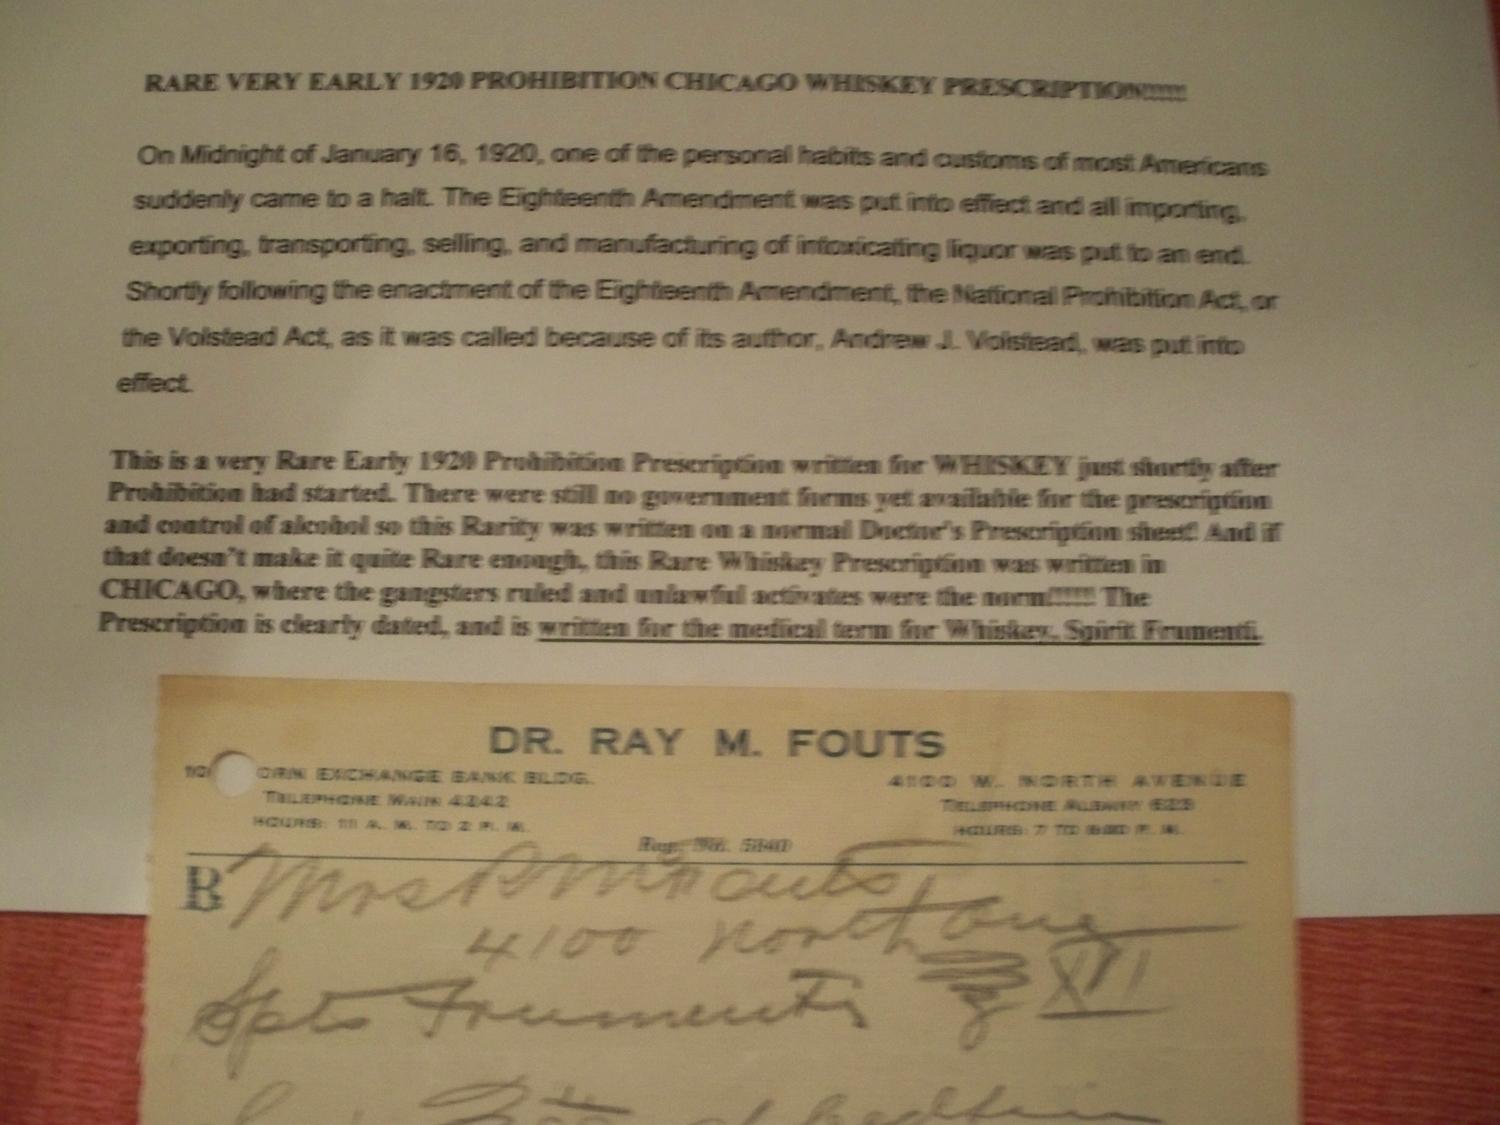 RARE VERY EARLY 1920 PROHIBITION CHICAGO WHISKEY PRESCRIPTION!!!!!
On Midnight of January 16, 1920, one of the personal habits and customs of most Americans
suddenly came to a halt. The Eighteenth Amendment was put into effect and all importing,
exporting, transporting, selling, and manufacturing of intoxicating liquor was put to an end.
Shortly following the enactment of the Eighteenth Amendment, the National Prohibition Act, or
the Volstead Act, as it was called because of its author, Andrew J. Volstead, was put into
effect.
This is a very Rare Early 1920 Prohibition Prescription written for WHISKEY just shortly after
Prohibition had started. There were still no government forms yet available for the prescription
and control of alcohol so this Rarity was written on a normal Doctor's Prescription sheet! And if
that doesn't make it quite Rare enough, this Rare Whiskey Prescription was written in
CHICAGO, where the gangsters ruled and unlawful activates were the norm!!!!! The
Prescription is clearly dated, and is written for the medical term for Whiskey, Spirit Frumenti.
DR. RAY M. FOUTS
ORN EXCHANGE BANK BLDG.
4100 W. NORTH AVENUE
TELEPHONE MAIN 4242
TELEPHONE ALBANY 623
HOURS: 11 A. M. TO 2 P. M.
HOURS: 7 TO 8:30 P. M.
Reg. No. 5840
Mrs R M Fouts
4100 North Ave
Spts Frumenti XVI